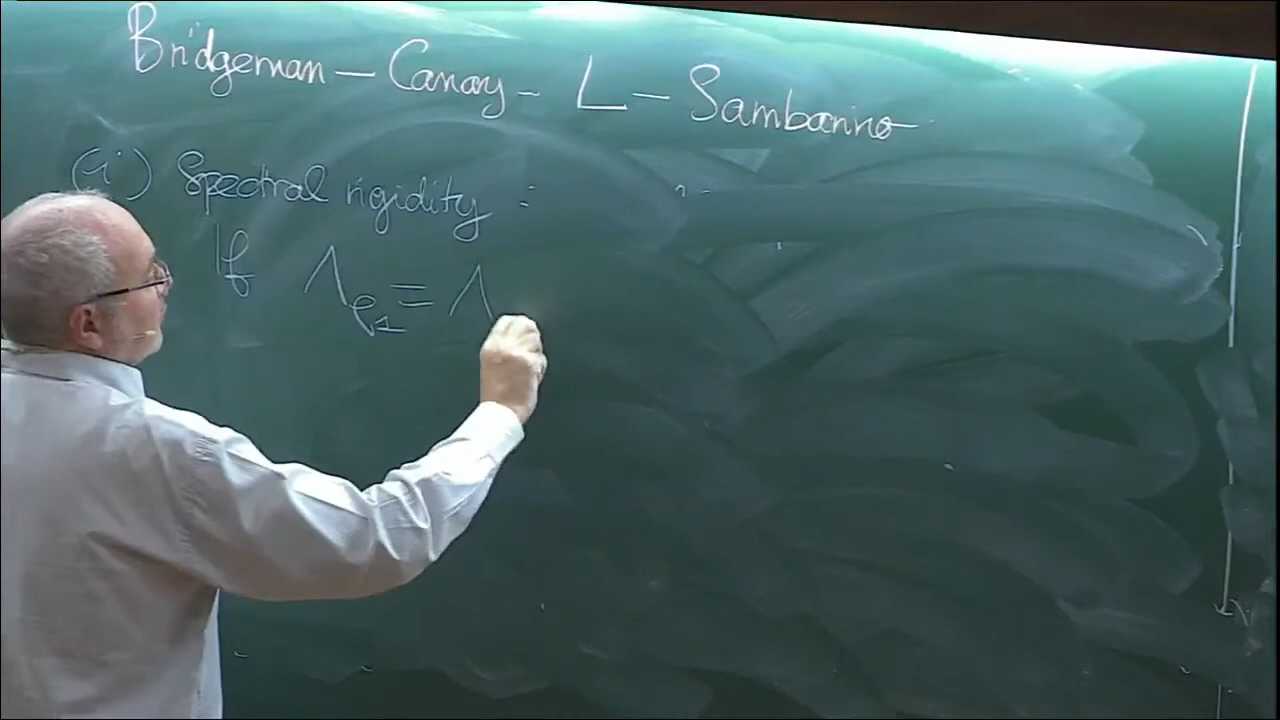 Bridgeman – Canary – L – Sambarino
(i) Spectral rigidity :
If Λρ₁ = Λ